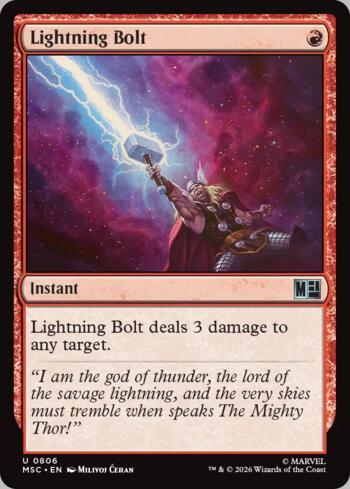 Lightning Bolt
Instant
Lightning Bolt deals 3 damage to
any target.
“I am the god of thunder, the lord of
the savage lightning, and the very skies
must tremble when speaks The Mighty
Thor!”
U 0806
MSC • EN Milivoj Ćeran
© MARVEL
™ & © 2026 Wizards of the Coast